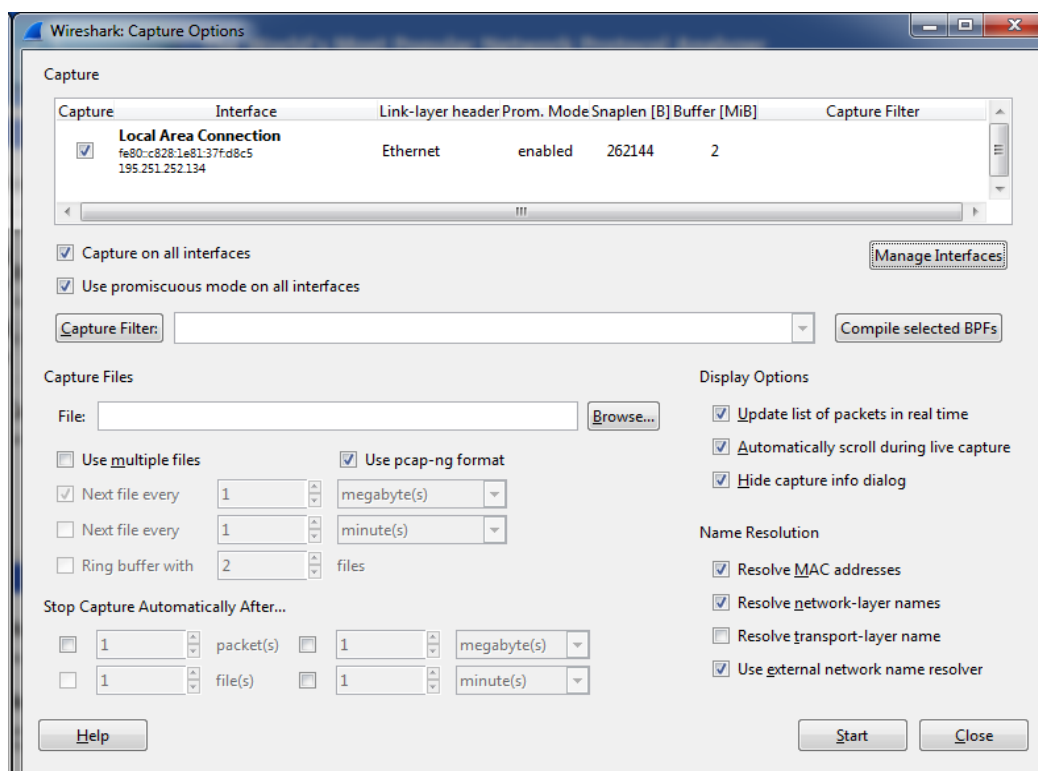 Wireshark: Capture Options
Capture
Capture Interface Link-layer header Prom. Mode Snaplen [B] Buffer [MiB] Capture Filter
Local Area Connection
fe80::c828:1e81:37f:d8c5 Ethernet enabled 262144 2
195.251.252.134
Capture on all interfaces Manage Interfaces
Use promiscuous mode on all interfaces
Capture Filter: Compile selected BPFs
Capture Files Display Options
File: Browse... Update list of packets in real time
Automatically scroll during live capture
Use multiple files Use pcap-ng format
Hide capture info dialog
Next file every 1 megabyte(s)
Next file every 1 minute(s) Name Resolution
Ring buffer with 2 files Resolve MAC addresses
Stop Capture Automatically After... Resolve network-layer names
1 packet(s) 1 megabyte(s) Resolve transport-layer name
1 file(s) 1 minute(s) Use external network name resolver
Help Start Close